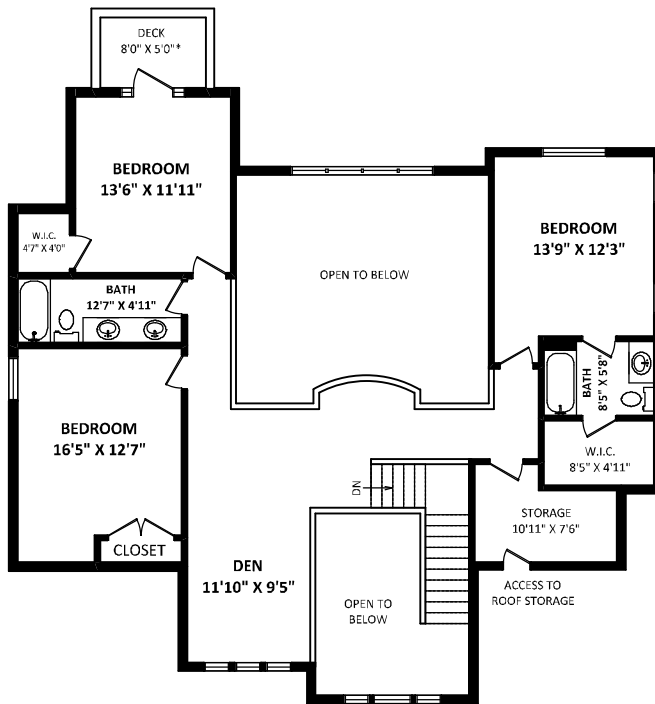 DECK
8'0" X 5'0"*
BEDROOM
13'6" X 11'11"
W.I.C.
4'7" X 4'0"
BATH
12'7" X 4'11"
OPEN TO BELOW
BEDROOM
13'9" X 12'3"
BATH
8'5" X 5'8"
W.I.C.
8'5" X 4'11"
BEDROOM
16'5" X 12'7"
CLOSET
DN
STORAGE
10'11" X 7'6"
DEN
11'10" X 9'5"
OPEN TO
BELOW
ACCESS TO
ROOF STORAGE